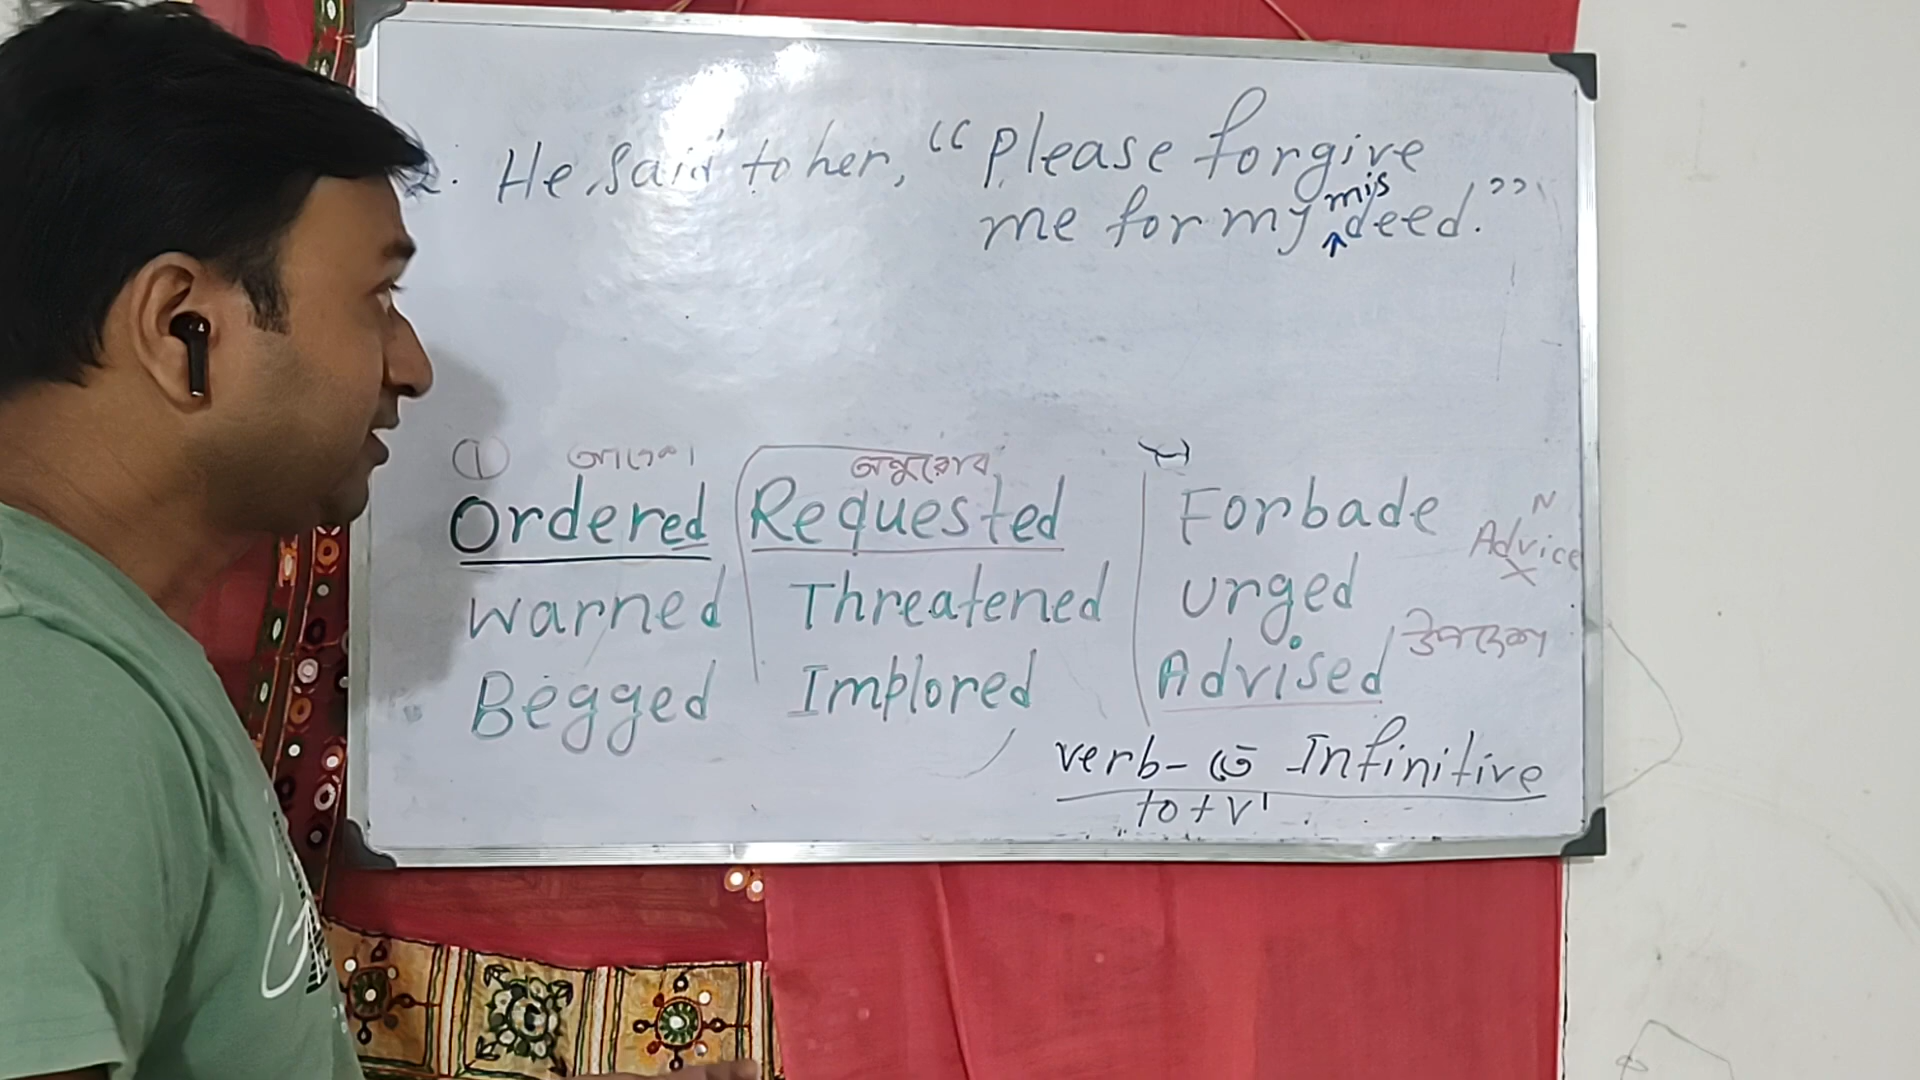 2. He said to her, “please forgive
mis
me for my deed.”
① আদেশ। অনুরোধ
Ordered Requested Forbade
N
Advice
X
Warned Threatened urged
উপদেশ
Begged Implored Advised
verb-এর Infinitive
to + V¹